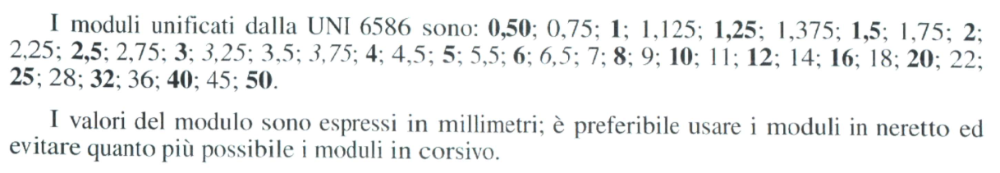 I moduli unificati dalla UNI 6586 sono: 0,50; 0,75; 1; 1,125; 1,25; 1,375; 1,5; 1,75; 2;
2,25; 2,5; 2,75; 3; 3,25; 3,5; 3,75; 4; 4,5; 5; 5,5; 6; 6,5; 7; 8; 9; 10; 11; 12; 14; 16; 18; 20; 22;
25; 28; 32; 36; 40; 45; 50.
I valori del modulo sono espressi in millimetri; è preferibile usare i moduli in neretto ed
evitare quanto più possibile i moduli in corsivo.